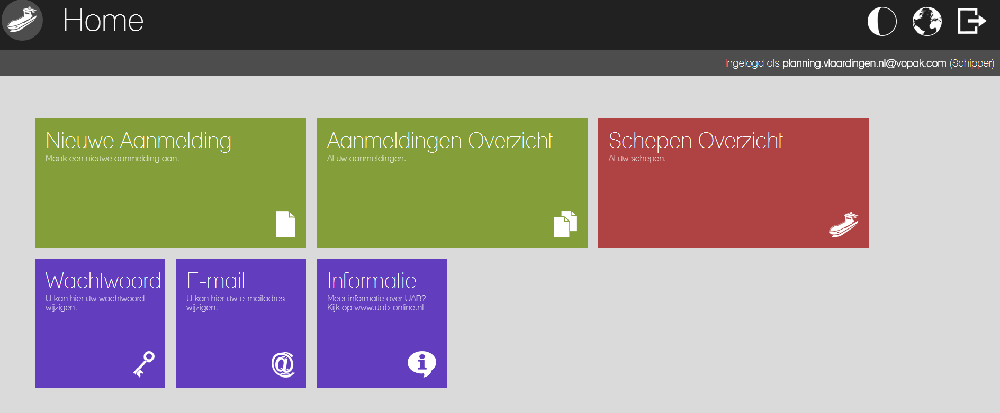 Home
Ingelogd als planning.vlaardingen.nl@vopak.com (Schipper)
Nieuwe Aanmelding
Maak een nieuwe aanmelding aan.
Aanmeldingen Overzicht
Al uw aanmeldingen.
Schepen Overzicht
Al uw schepen.
Wachtwoord
U kan hier uw wachtwoord
wijzigen.
E-mail
U kan hier uw e-mailadres
wijzigen.
Informatie
Meer informatie over UAB?
Kijk op www.uab-online.nl